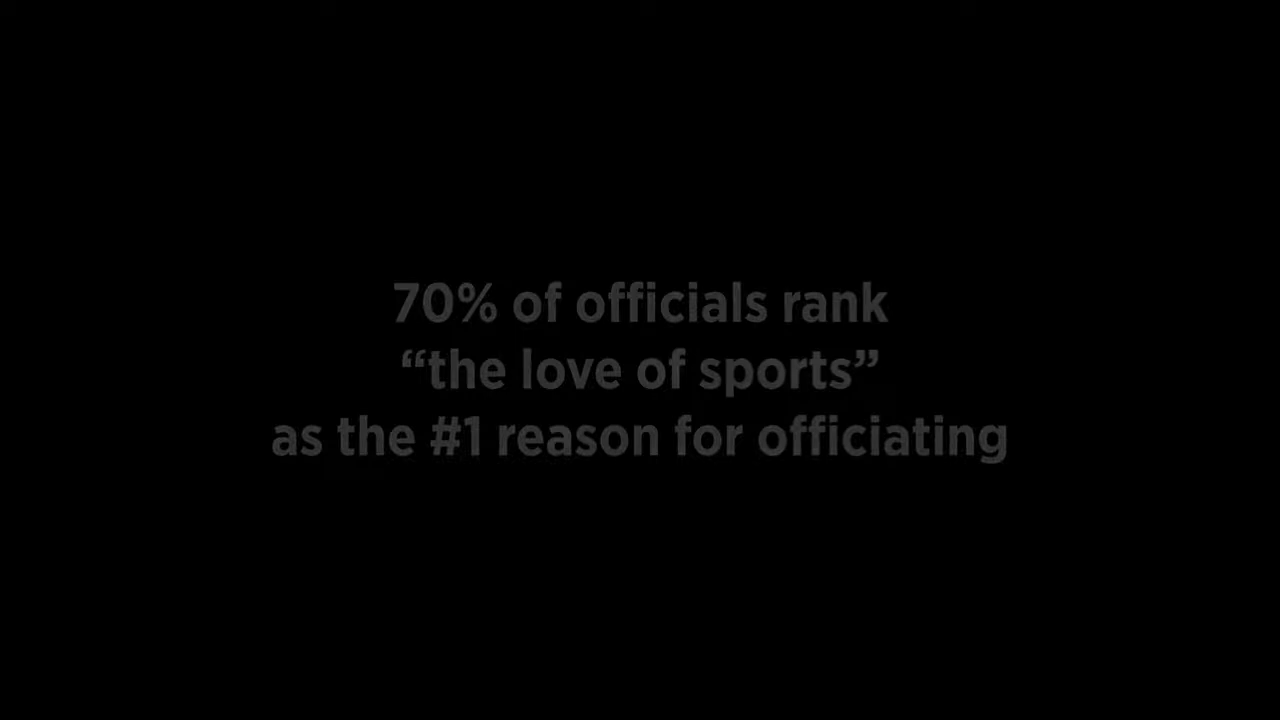 70% of officials rank
“the love of sports”
as the #1 reason for officiating